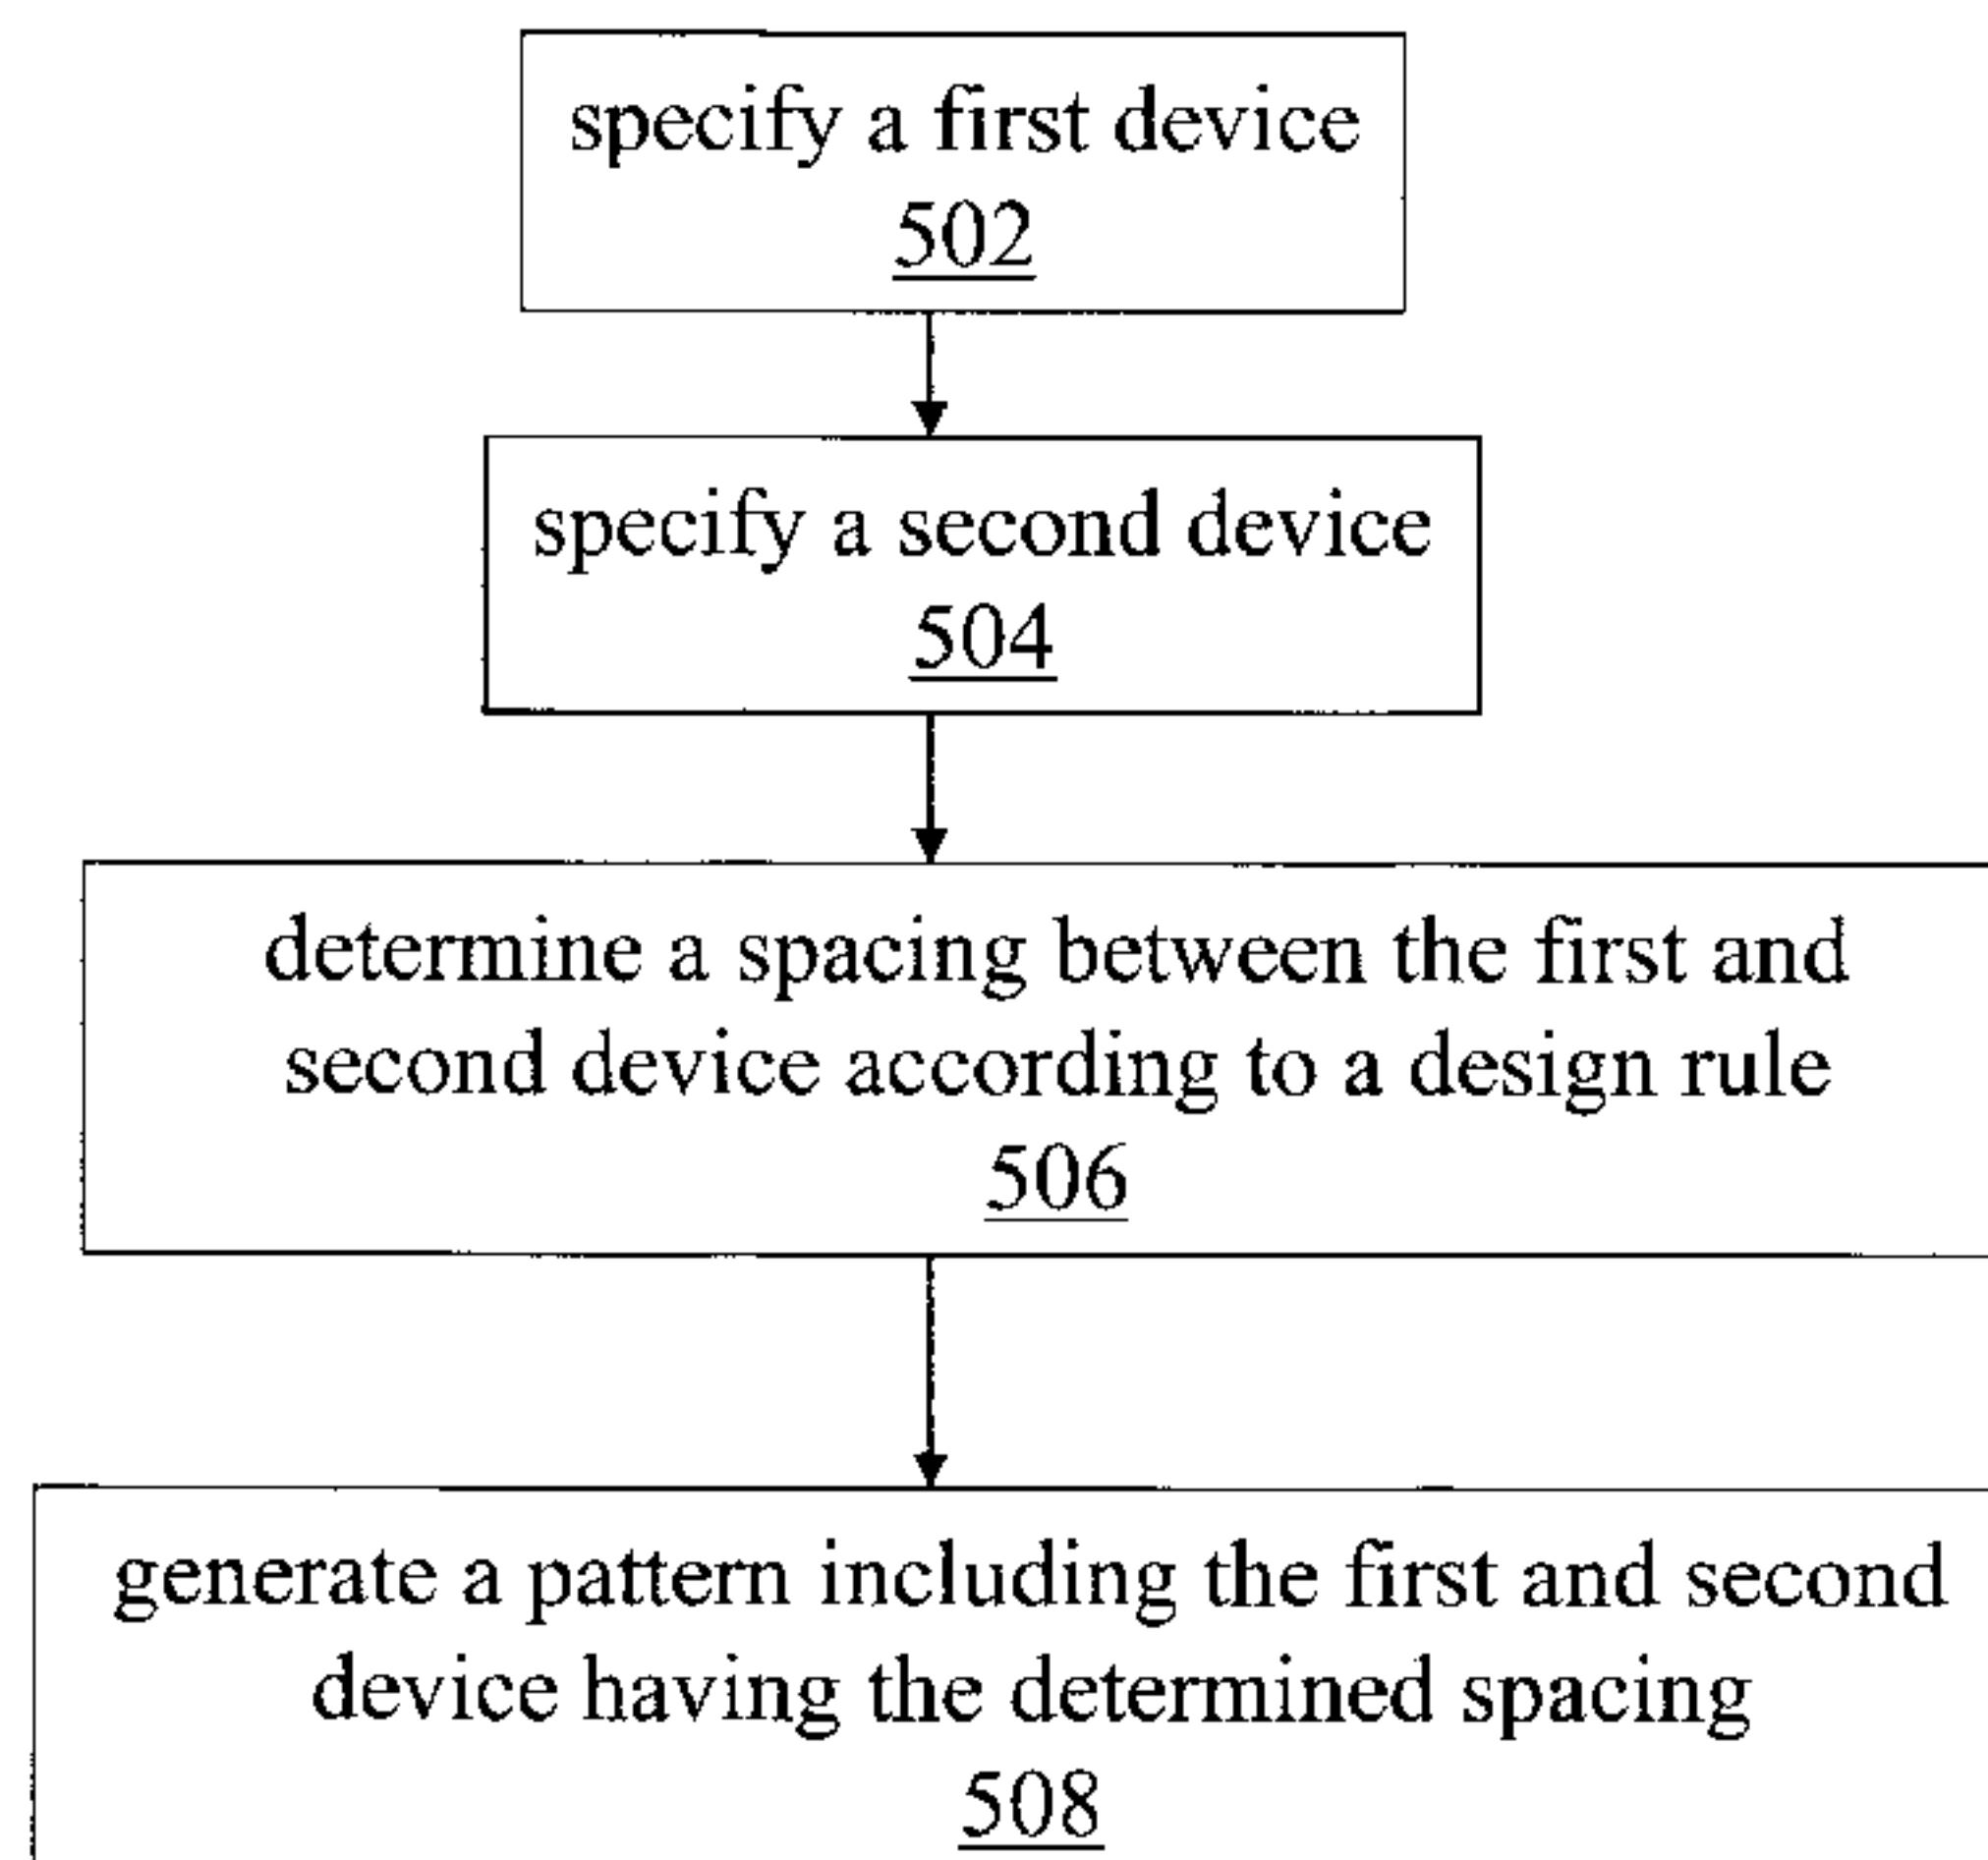 specify a first device
502
specify a second device
504
determine a spacing between the first and
second device according to a design rule
506
generate a pattern including the first and second
device having the determined spacing
508